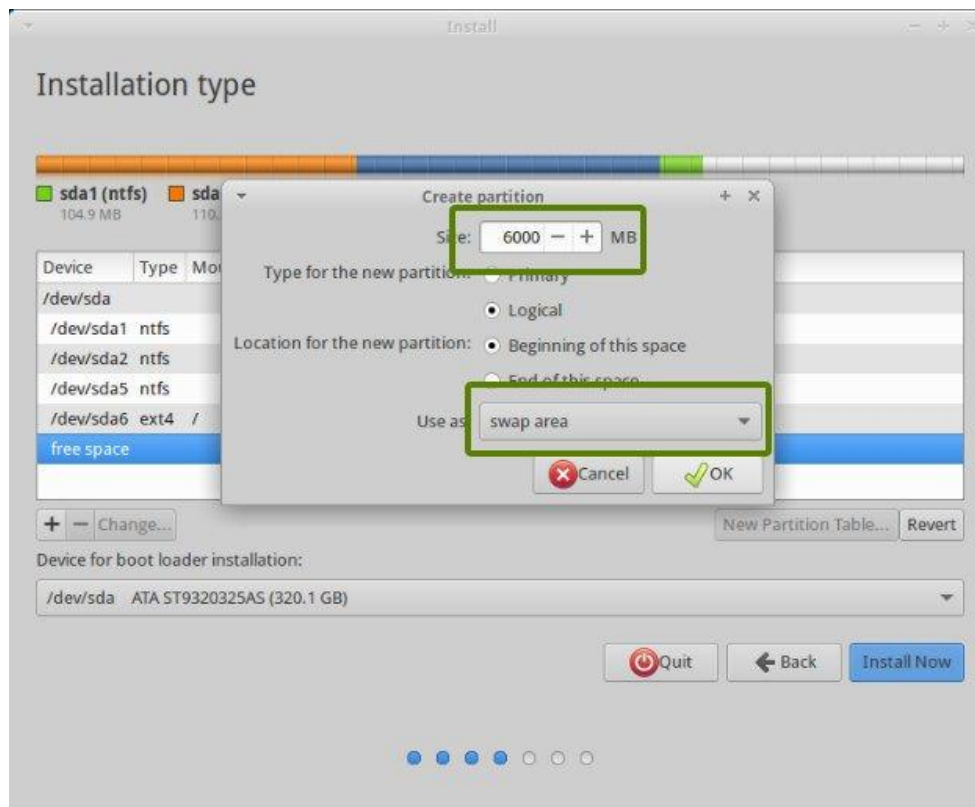 Install
Installation type
sda1 (ntfs) sda
104.9 MB 110.
Create partition
Size: 6000 − + MB
Type for the new partition: Primary
Logical
Location for the new partition: Beginning of this space
End of this space
Use as swap area
Cancel OK
Device Type Mou
/dev/sda
/dev/sda1 ntfs
/dev/sda2 ntfs
/dev/sda5 ntfs
/dev/sda6 ext4 /
free space
+ − Change... New Partition Table... Revert
Device for boot loader installation:
/dev/sda ATA ST9320325AS (320.1 GB)
Quit Back Install Now